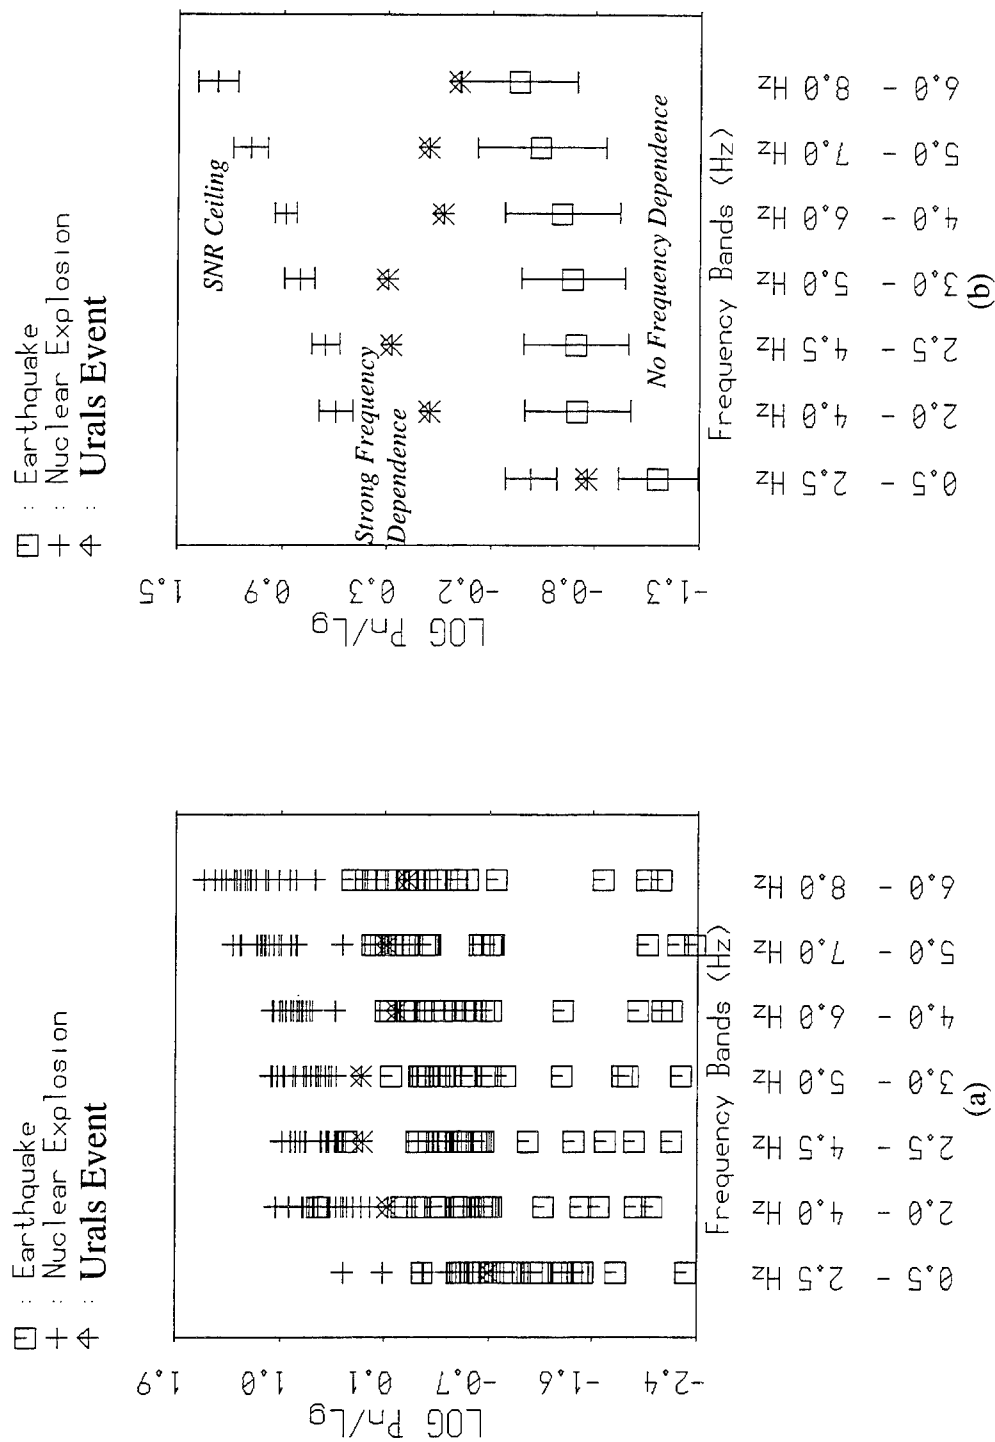 □ : Earthquake
+ : Nuclear Explosion
: Urals Event
LOG Pn/Lg
1.9
1.0
0.1
-0.7
-1.6
-2.4
0.5 - 2.5 Hz
2.0 - 4.0 Hz
2.5 - 4.5 Hz
3.0 - 5.0 Hz
4.0 - 6.0 Hz
5.0 - 7.0 Hz
6.0 - 8.0 Hz
Frequency Bands (Hz)
(a)
□ : Earthquake
+ : Nuclear Explosion
: Urals Event
LOG Pn/Lg
1.5
0.9
0.3
-0.2
-0.8
-1.3
SNR Ceiling
Strong Frequency
Dependence
No Frequency Dependence
0.5 - 2.5 Hz
2.0 - 4.0 Hz
2.5 - 4.5 Hz
3.0 - 5.0 Hz
4.0 - 6.0 Hz
5.0 - 7.0 Hz
6.0 - 8.0 Hz
Frequency Bands (Hz)
(b)